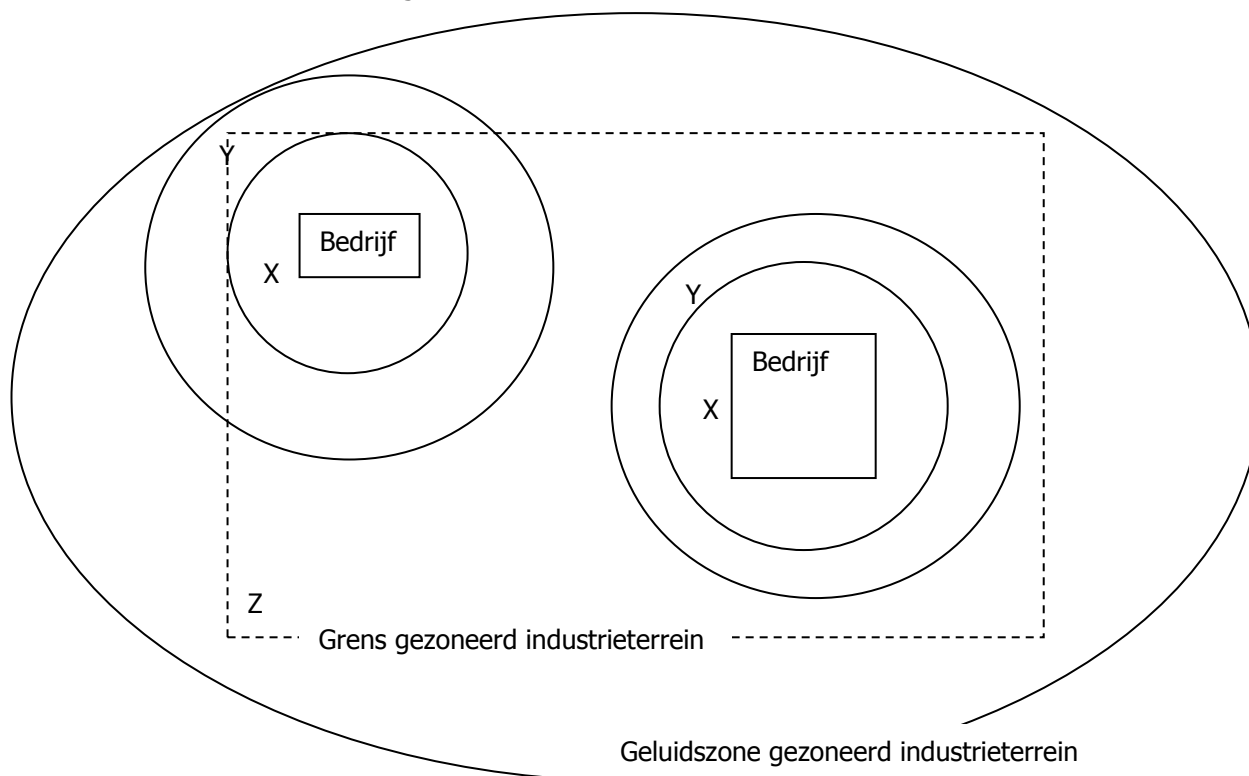 Y
Bedrijf
X
Y
Bedrijf
X
Z
Grens gezoneerd industrieterrein
Geluidszone gezoneerd industrieterrein